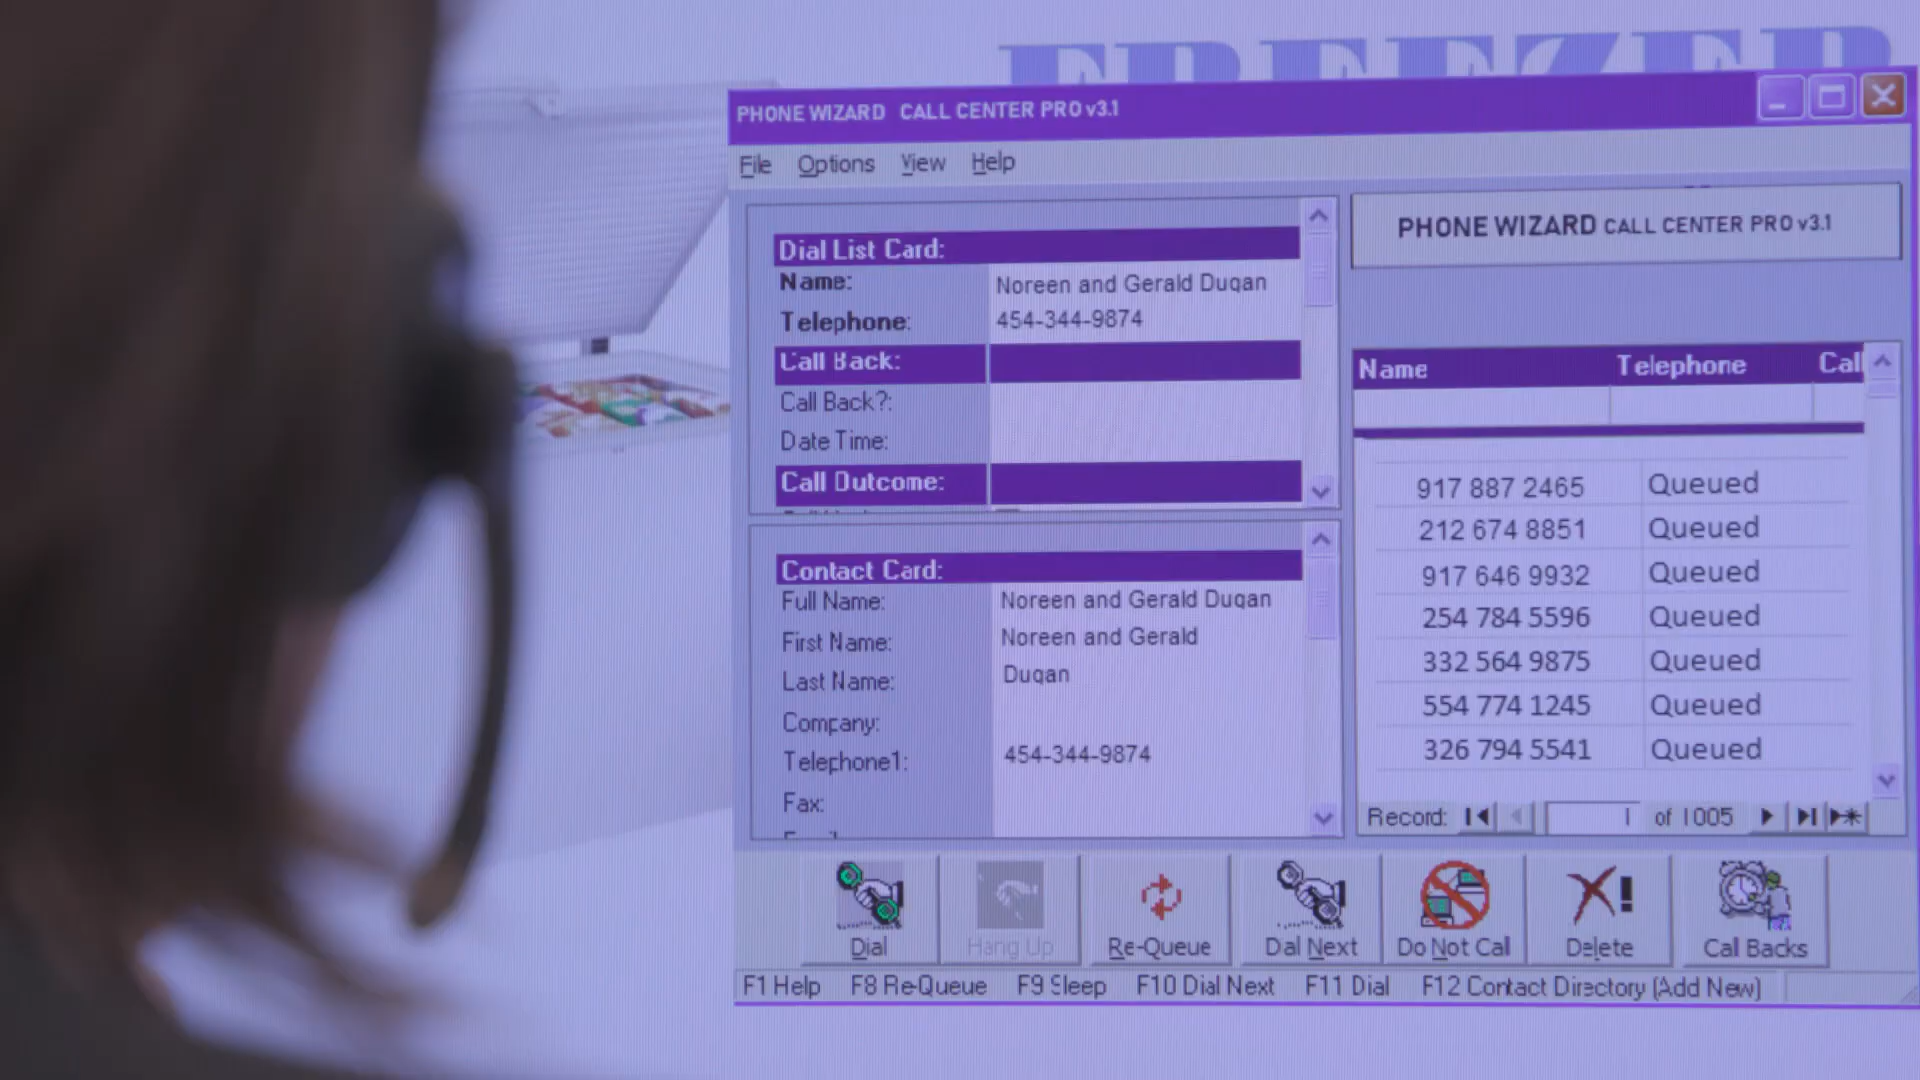 FREEZER
PHONE WIZARD CALL CENTER PRO v3.1
File Options View Help
PHONE WIZARD CALL CENTER PRO v3.1
Dial List Card:
Name: Noreen and Gerald Dugan
Telephone: 454-344-9874
Call Back:
Call Back?:
Date Time:
Call Outcome:
Contact Card:
Full Name: Noreen and Gerald Dugan
First Name: Noreen and Gerald
Last Name: Dugan
Company:
Telephone1: 454-344-9874
Fax:
Name Telephone Call
917 887 2465 Queued
212 674 8851 Queued
917 646 9932 Queued
254 784 5596 Queued
332 564 9875 Queued
554 774 1245 Queued
326 794 5541 Queued
Record: 1 of 1005
Dial Hang Up Re-Queue Dal Next Do Not Call Delete Call Backs
F1 Help F8 Re-Queue F9 Sleep F10 Dial Next F11 Dial F12 Contact Directory (Add New)